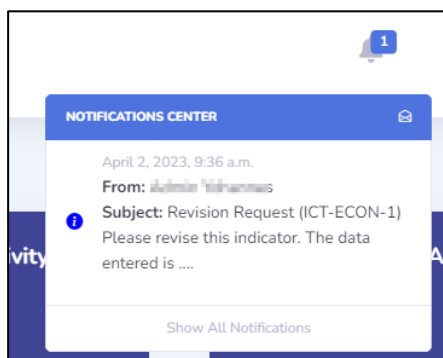 1
NOTIFICATIONS CENTER
April 2, 2023, 9:36 a.m.
From:
Subject: Revision Request (ICT-ECON-1)
Please revise this indicator. The data
entered is ....
ivity
A
Show All Notifications